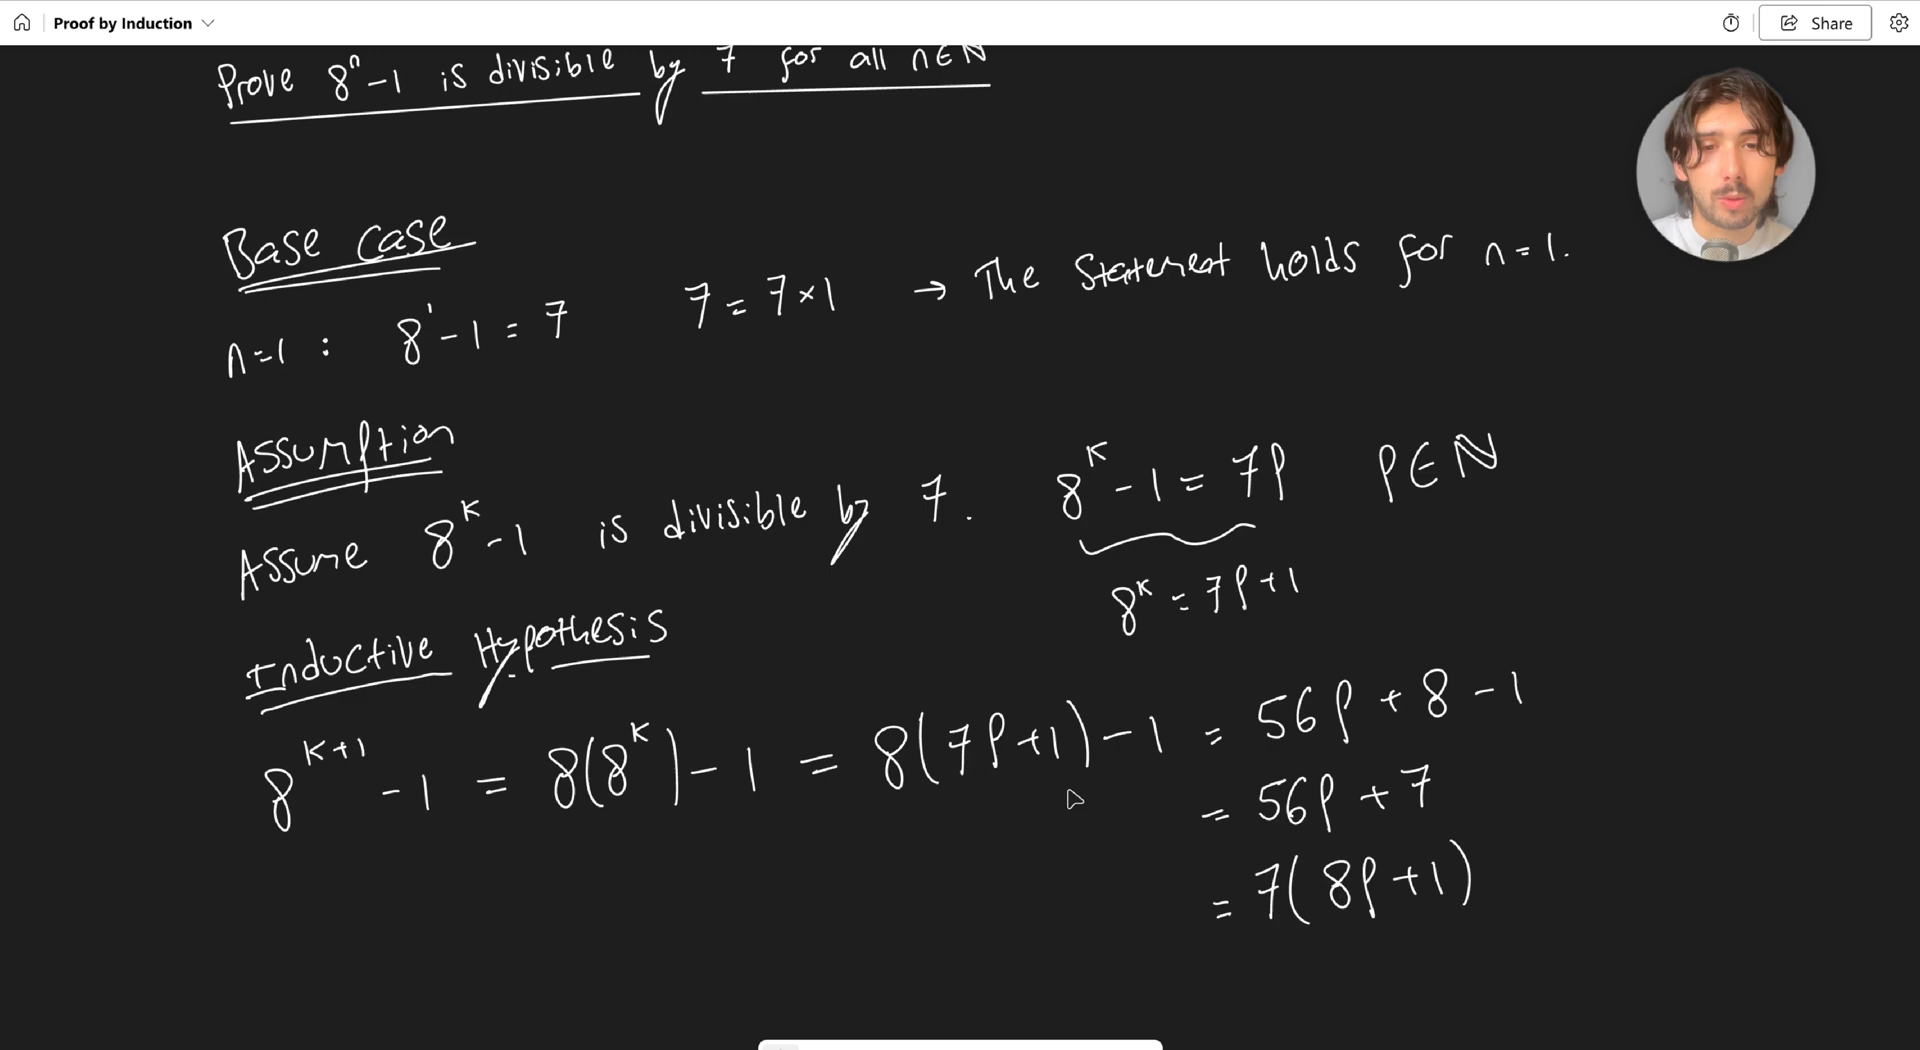 Proof by Induction
Share
Prove 8ⁿ-1 is divisible by 7 for all n∈ℕ
Base case
n=1 : 8¹-1 = 7 7 = 7×1 → The Statement holds for n=1.
Assumption
Assume 8ᴷ-1 is divisible by 7. 8ᴷ-1 = 7P P∈ℕ
8ᴷ = 7P+1
Inductive Hypothesis
8ᴷ⁺¹ -1 = 8(8ᴷ)-1 = 8(7P+1)-1 = 56P + 8 - 1
= 56P + 7
= 7(8P+1)